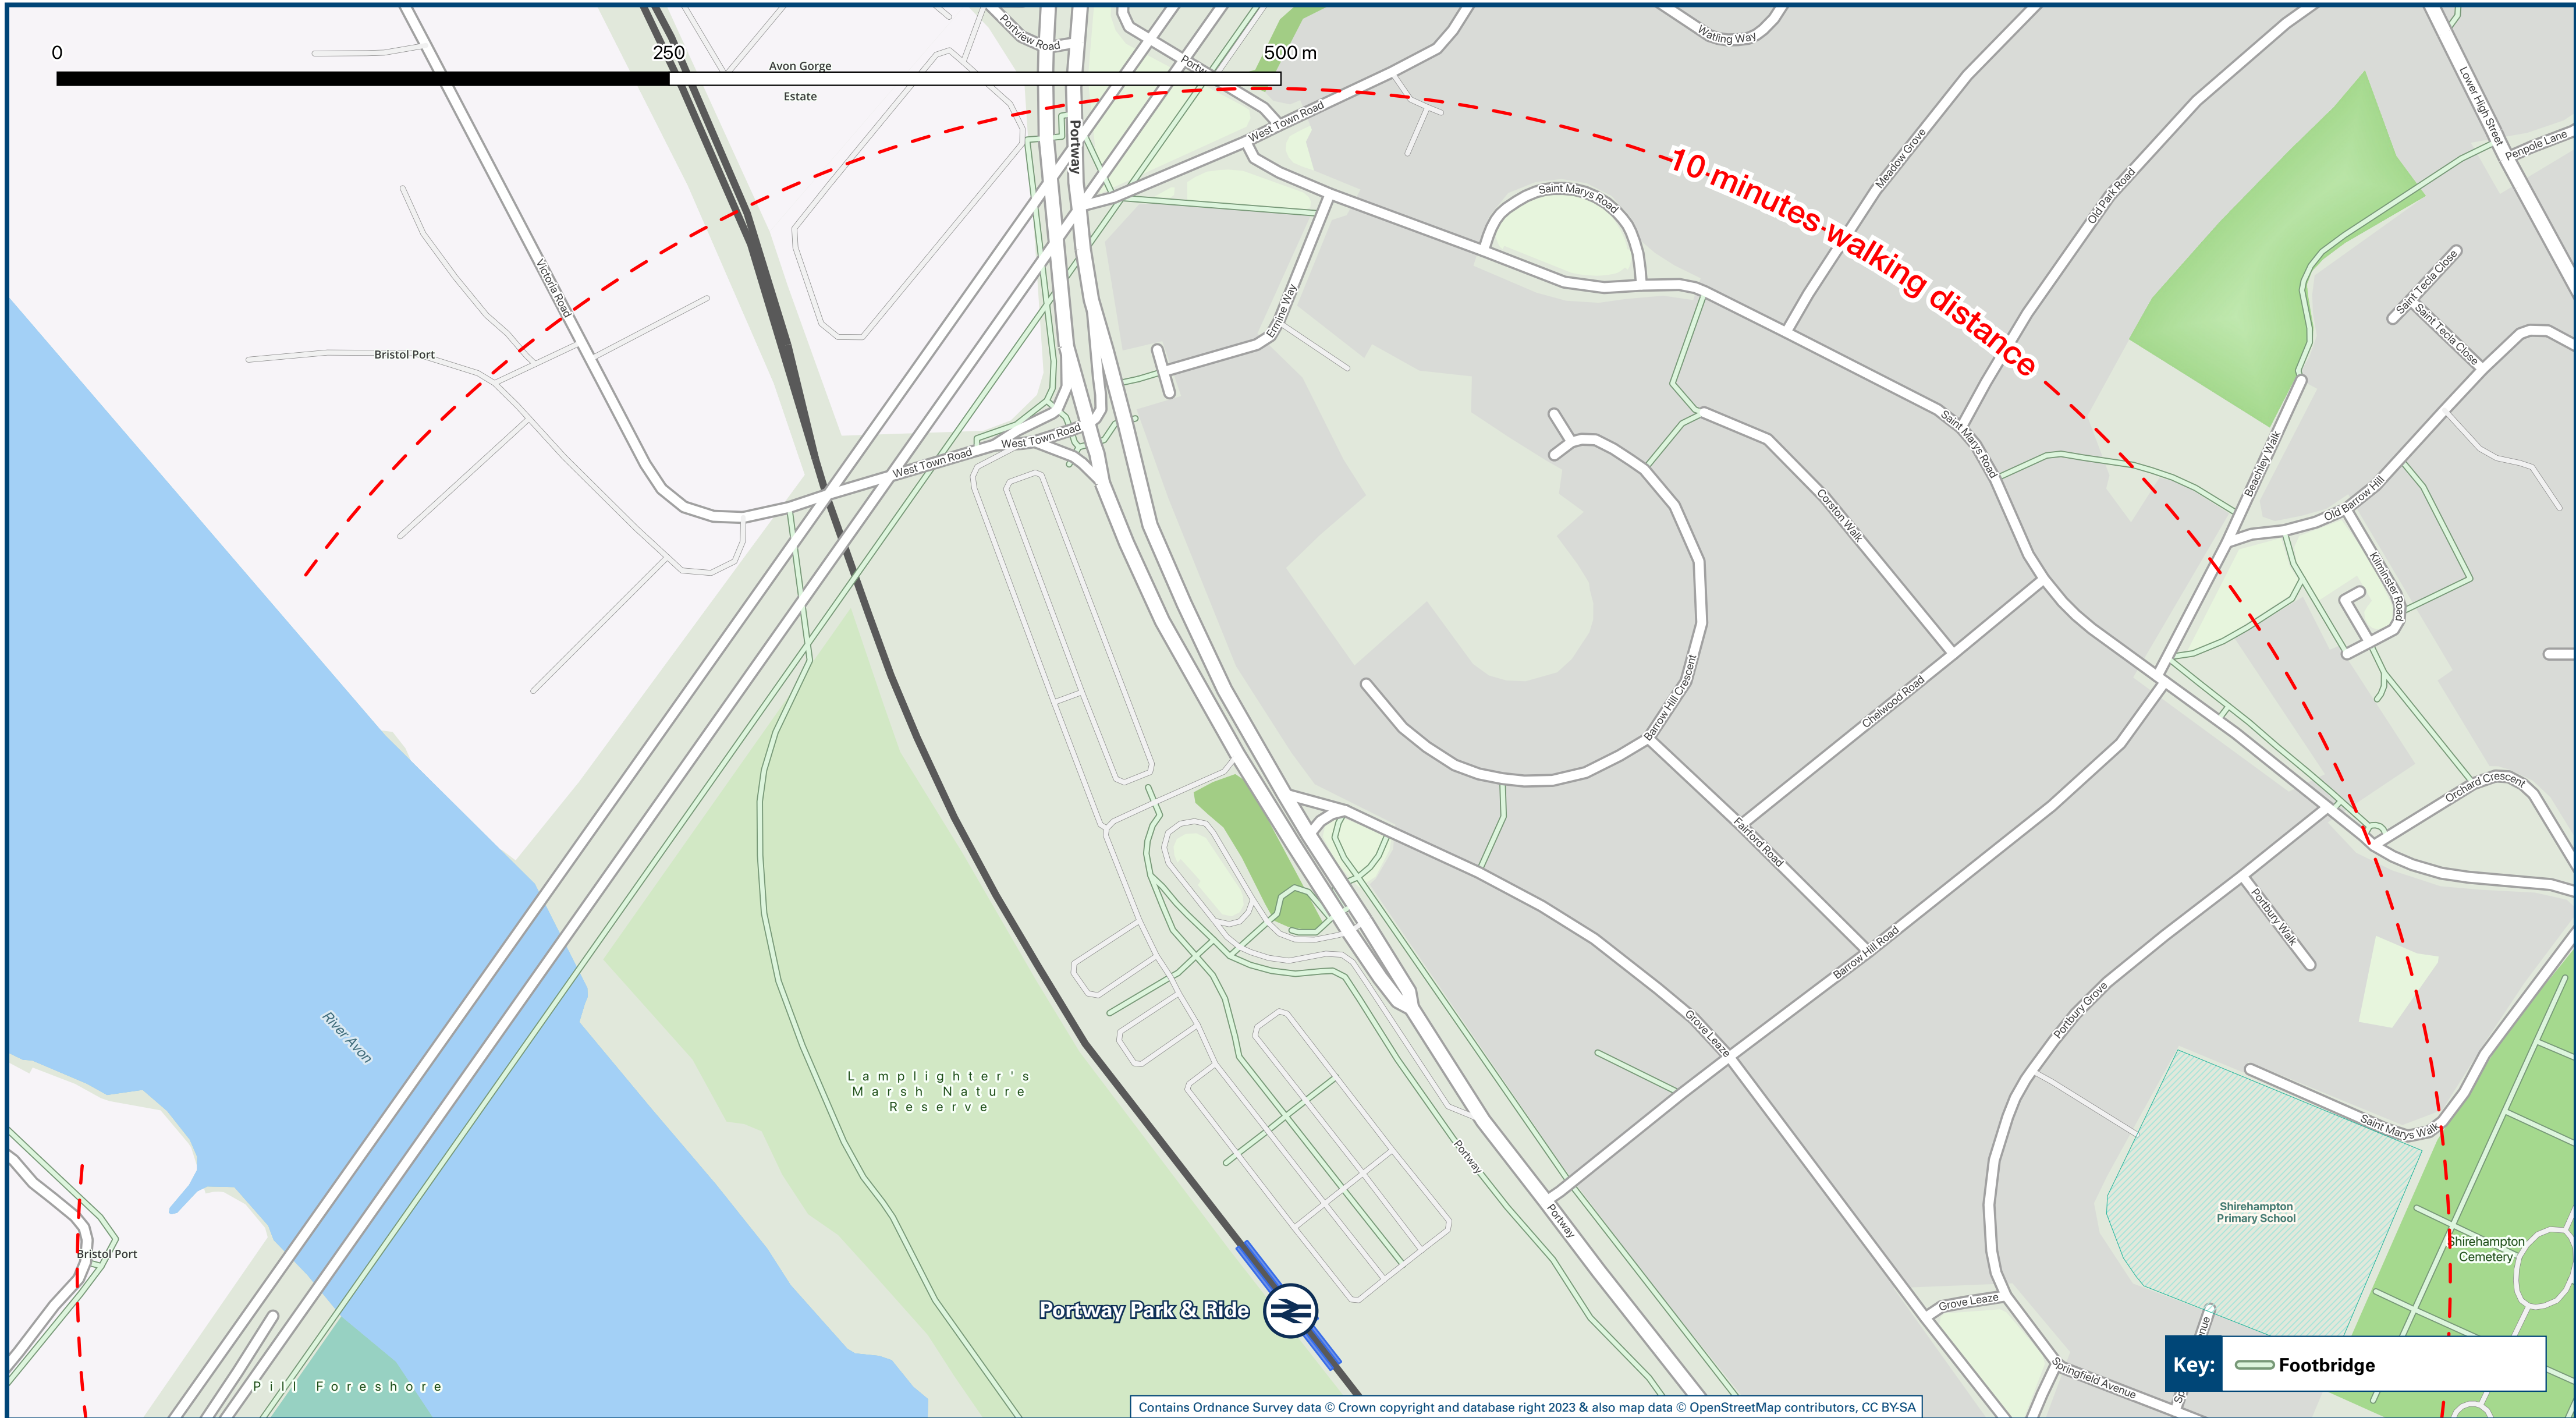 0
250
500 m
Avon Gorge
Estate
Portview Road
Portw
Watling Way
Lower High Street
Penpole Lane
Portway
West Town Road
Meadow Grove
Old Park Road
Saint Marys Road
10 minutes walking distance
Saint Tecla Close
Saint Tecla Close
Victoria Road
Ermine Way
Bristol Port
Saint Marys Road
West Town Road
West Town Road
Beachley Walk
Old Barrow Hill
Corston Walk
Kilminster Road
Barrow Hill Crescent
Chelwood Road
Orchard Crescent
Fairford Road
Portbury Walk
Barrow Hill Road
Portbury Grove
Grove Leaze
River Avon
Lamplighter's
Marsh Nature
Reserve
Portway
Saint Marys Walk
Shirehampton
Primary School
Portway
Shirehampton
Cemetery
Bristol Port
Portway Park & Ride
Grove Leaze
Springfield Avenue
Sp
enue
Pill Foreshore
Key:
Footbridge
Contains Ordnance Survey data © Crown copyright and database right 2023 & also map data © OpenStreetMap contributors, CC BY-SA